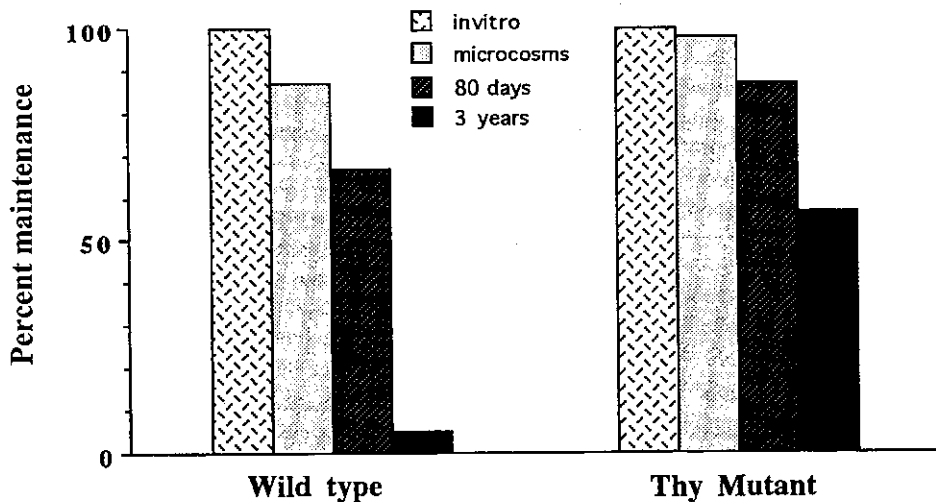 invitro
microcosms
80 days
3 years
Percent maintenance
100
50
0
Wild type
Thy Mutant